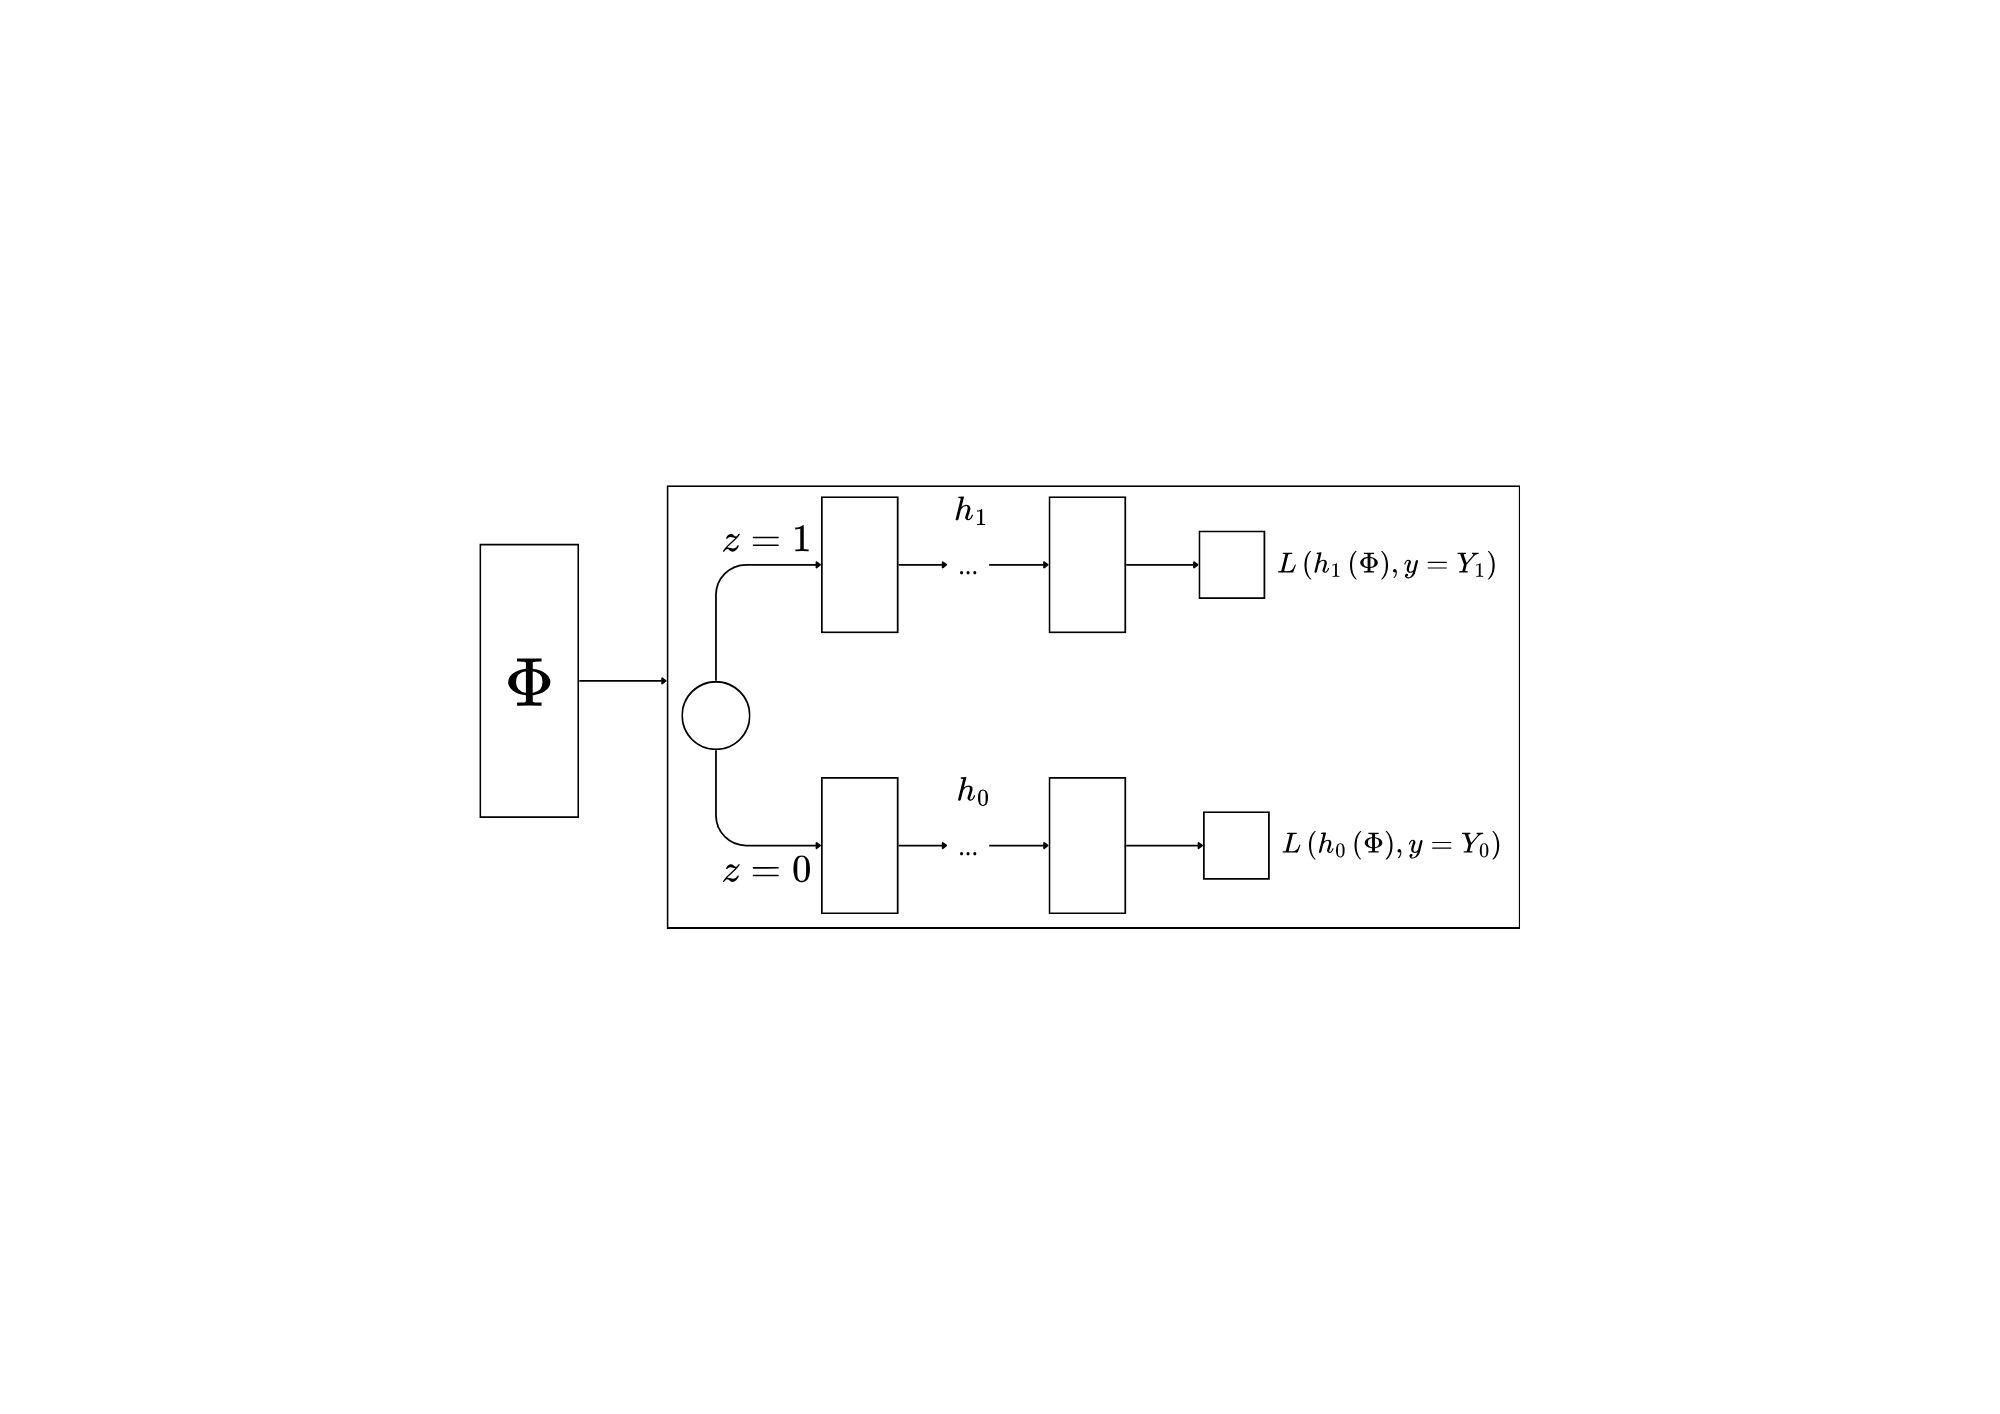 h₁
z = 1
...
L (h₁ (Φ), y = Y₁)
Φ
h₀
...
L (h₀ (Φ), y = Y₀)
z = 0